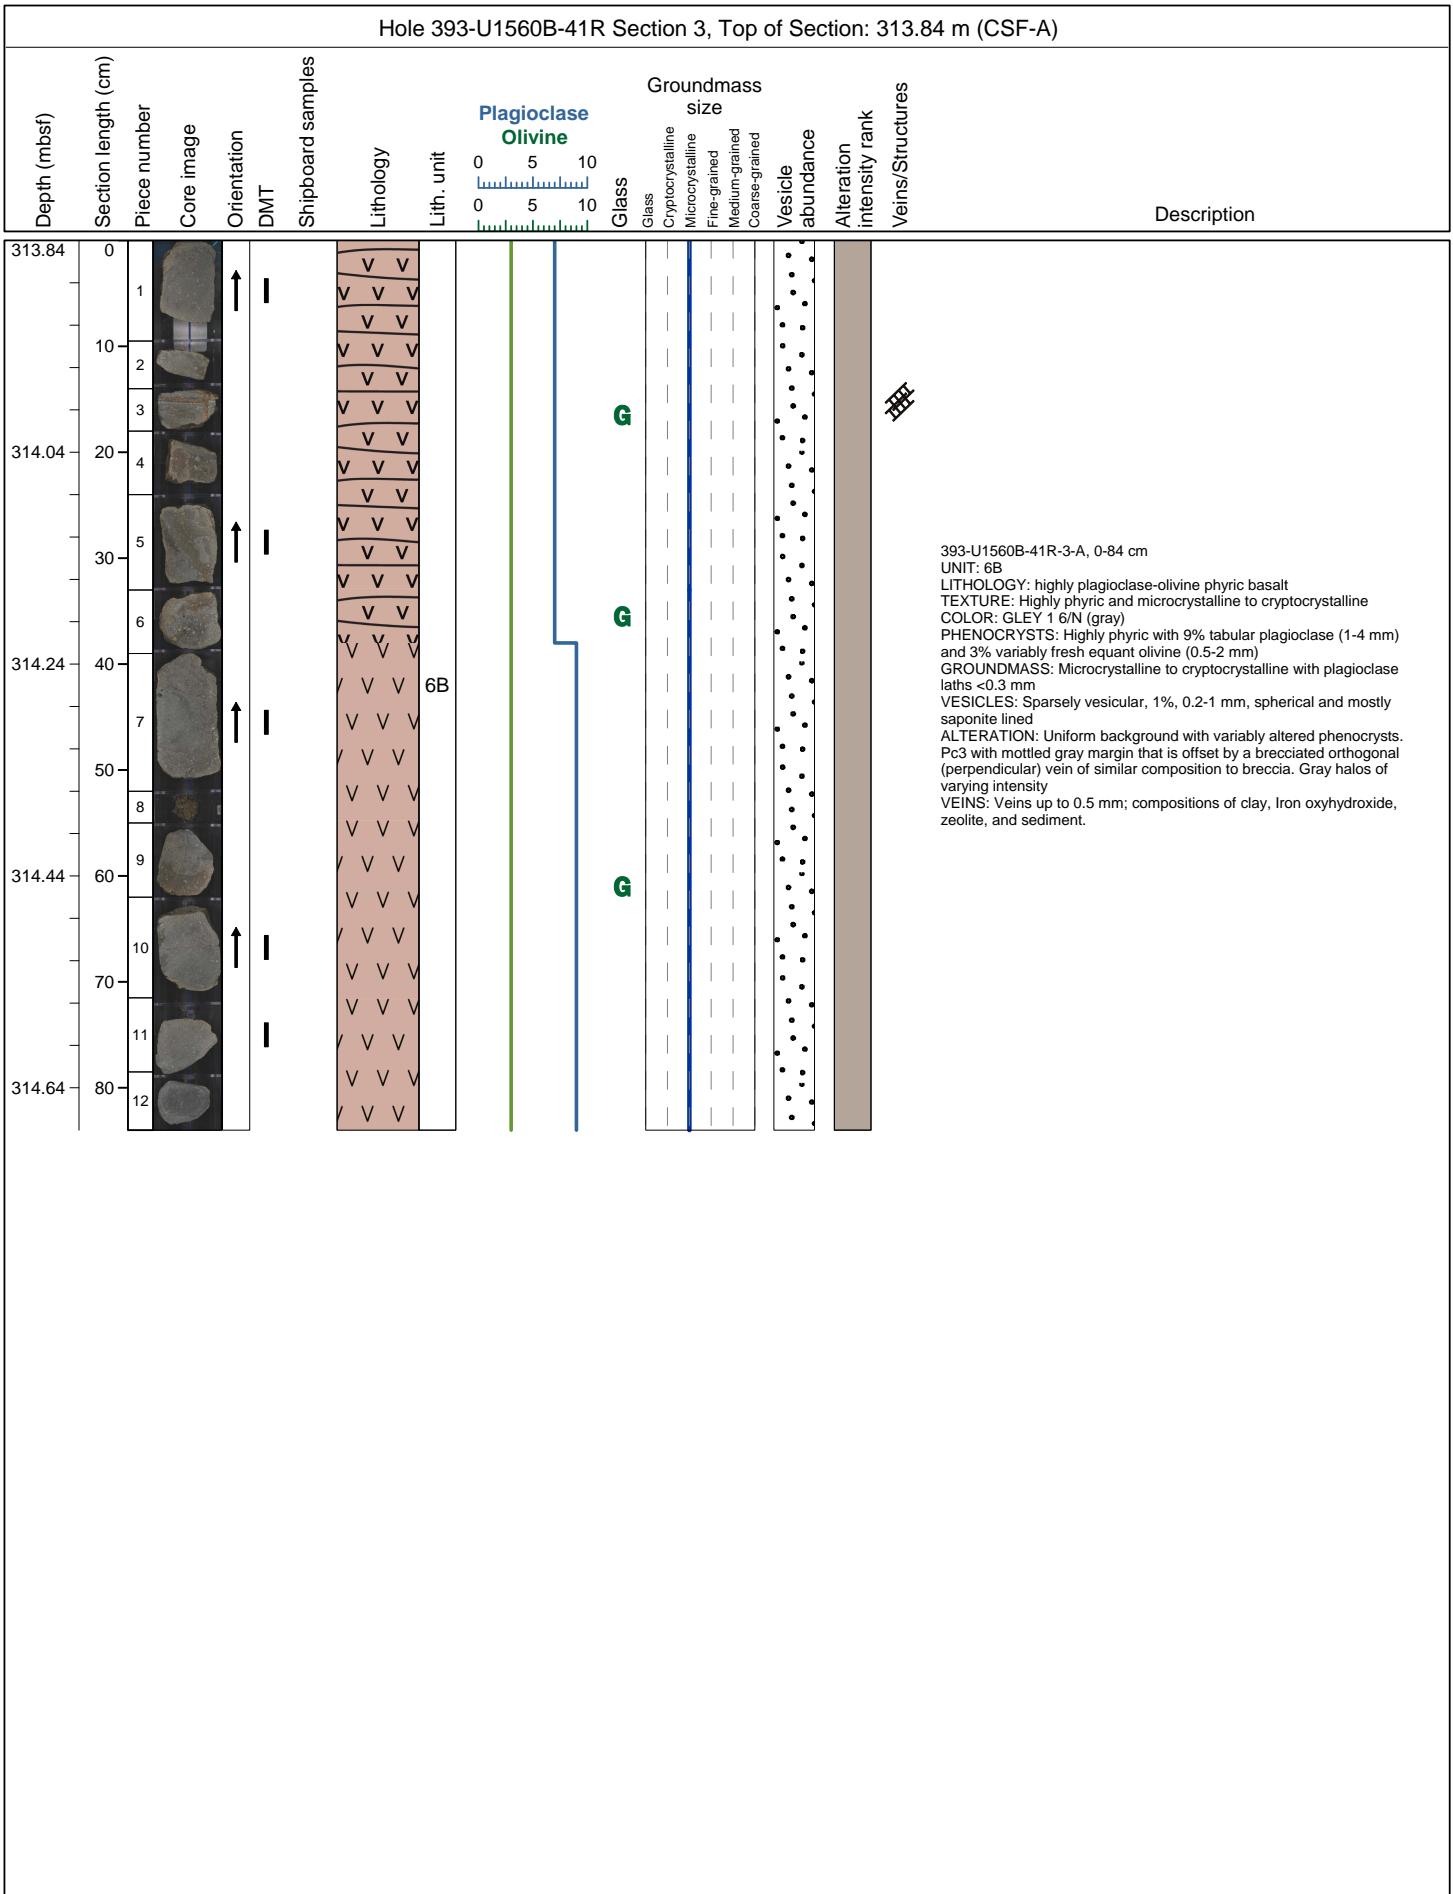 Hole 393-U1560B-41R Section 3, Top of Section: 313.84 m (CSF-A)
Depth (mbsf)
Section length (cm)
Piece number
Core image
Orientation
DMT
Shipboard samples
Lithology
Lith. unit
Plagioclase
Olivine
0 5 10
0 5 10
Glass
Groundmass
size
Glass
Cryptocrystalline
Microcrystalline
Fine-grained
Medium-grained
Coarse-grained
Vesicle
abundance
Alteration
intensity rank
Veins/Structures
Description
313.84
314.04
314.24
314.44
314.64
0
10
20
30
40
50
60
70
80
1
2
3
4
5
6
7
8
9
10
11
12
6B
G
G
G
393-U1560B-41R-3-A, 0-84 cm
UNIT: 6B
LITHOLOGY: highly plagioclase-olivine phyric basalt
TEXTURE: Highly phyric and microcrystalline to cryptocrystalline
COLOR: GLEY 1 6/N (gray)
PHENOCRYSTS: Highly phyric with 9% tabular plagioclase (1-4 mm)
and 3% variably fresh equant olivine (0.5-2 mm)
GROUNDMASS: Microcrystalline to cryptocrystalline with plagioclase
laths <0.3 mm
VESICLES: Sparsely vesicular, 1%, 0.2-1 mm, spherical and mostly
saponite lined
ALTERATION: Uniform background with variably altered phenocrysts.
Pc3 with mottled gray margin that is offset by a brecciated orthogonal
(perpendicular) vein of similar composition to breccia. Gray halos of
varying intensity
VEINS: Veins up to 0.5 mm; compositions of clay, Iron oxyhydroxide,
zeolite, and sediment.